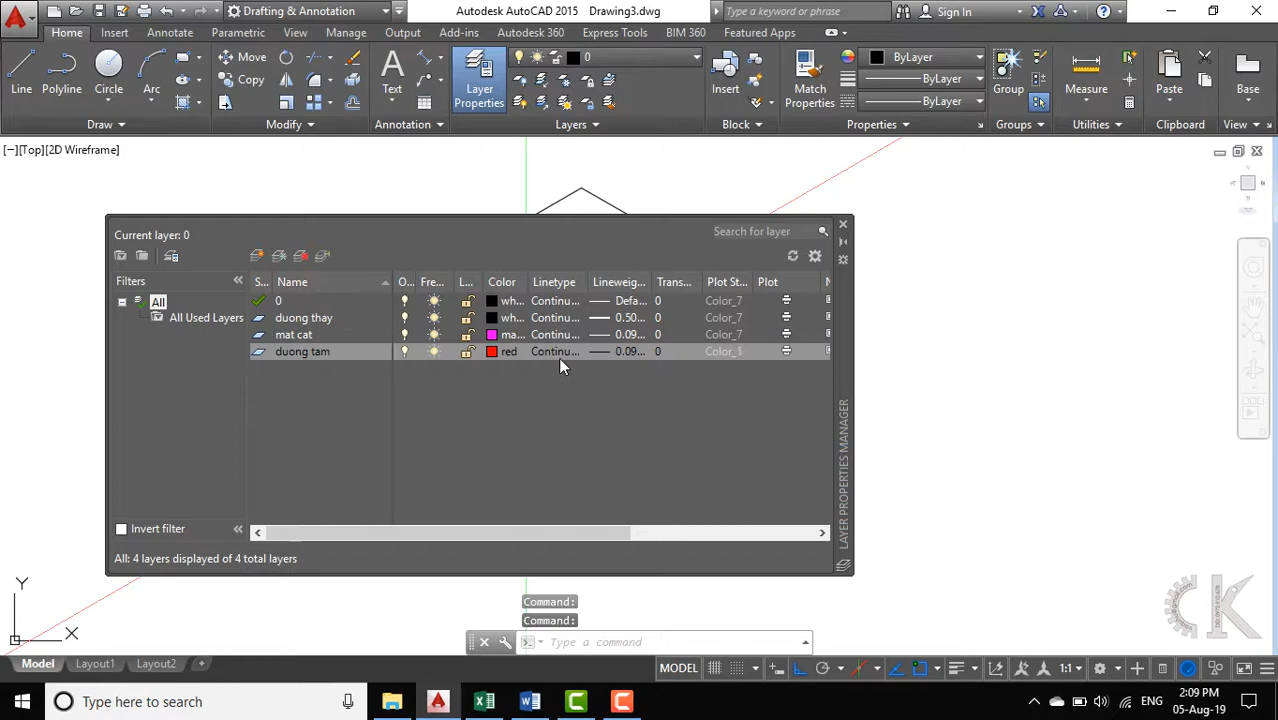 Drafting & Annotation
Autodesk AutoCAD 2015 Drawing3.dwg
Type a keyword or phrase
Sign In
Home Insert Annotate Parametric View Manage Output Add-ins Autodesk 360 Express Tools BIM 360 Featured Apps
Line Polyline Circle Arc
Move
Copy
Text
Layer Properties
0
Insert
Match Properties
ByLayer
ByLayer
ByLayer
Group
Measure
Paste
Base
Draw Modify Annotation Layers Block Properties Groups Utilities Clipboard View
[−][Top][2D Wireframe]
Current layer: 0
Search for layer
Filters
All
All Used Layers
S... Name O... Fre... L... Color Linetype Lineweig... Trans... Plot St... Plot N
0 wh... Continu... Defa... 0 Color_7
duong thay wh... Continu... 0.50... 0 Color_7
mat cat ma... Continu... 0.09... 0 Color_7
duong tam red Continu... 0.09... 0 Color_1
Invert filter
All: 4 layers displayed of 4 total layers
LAYER PROPERTIES MANAGER
Y
X
Command:
Command:
Type a command
Model Layout1 Layout2 +
MODEL
1:1
Type here to search
ENG
2:09 PM
05-Aug-19